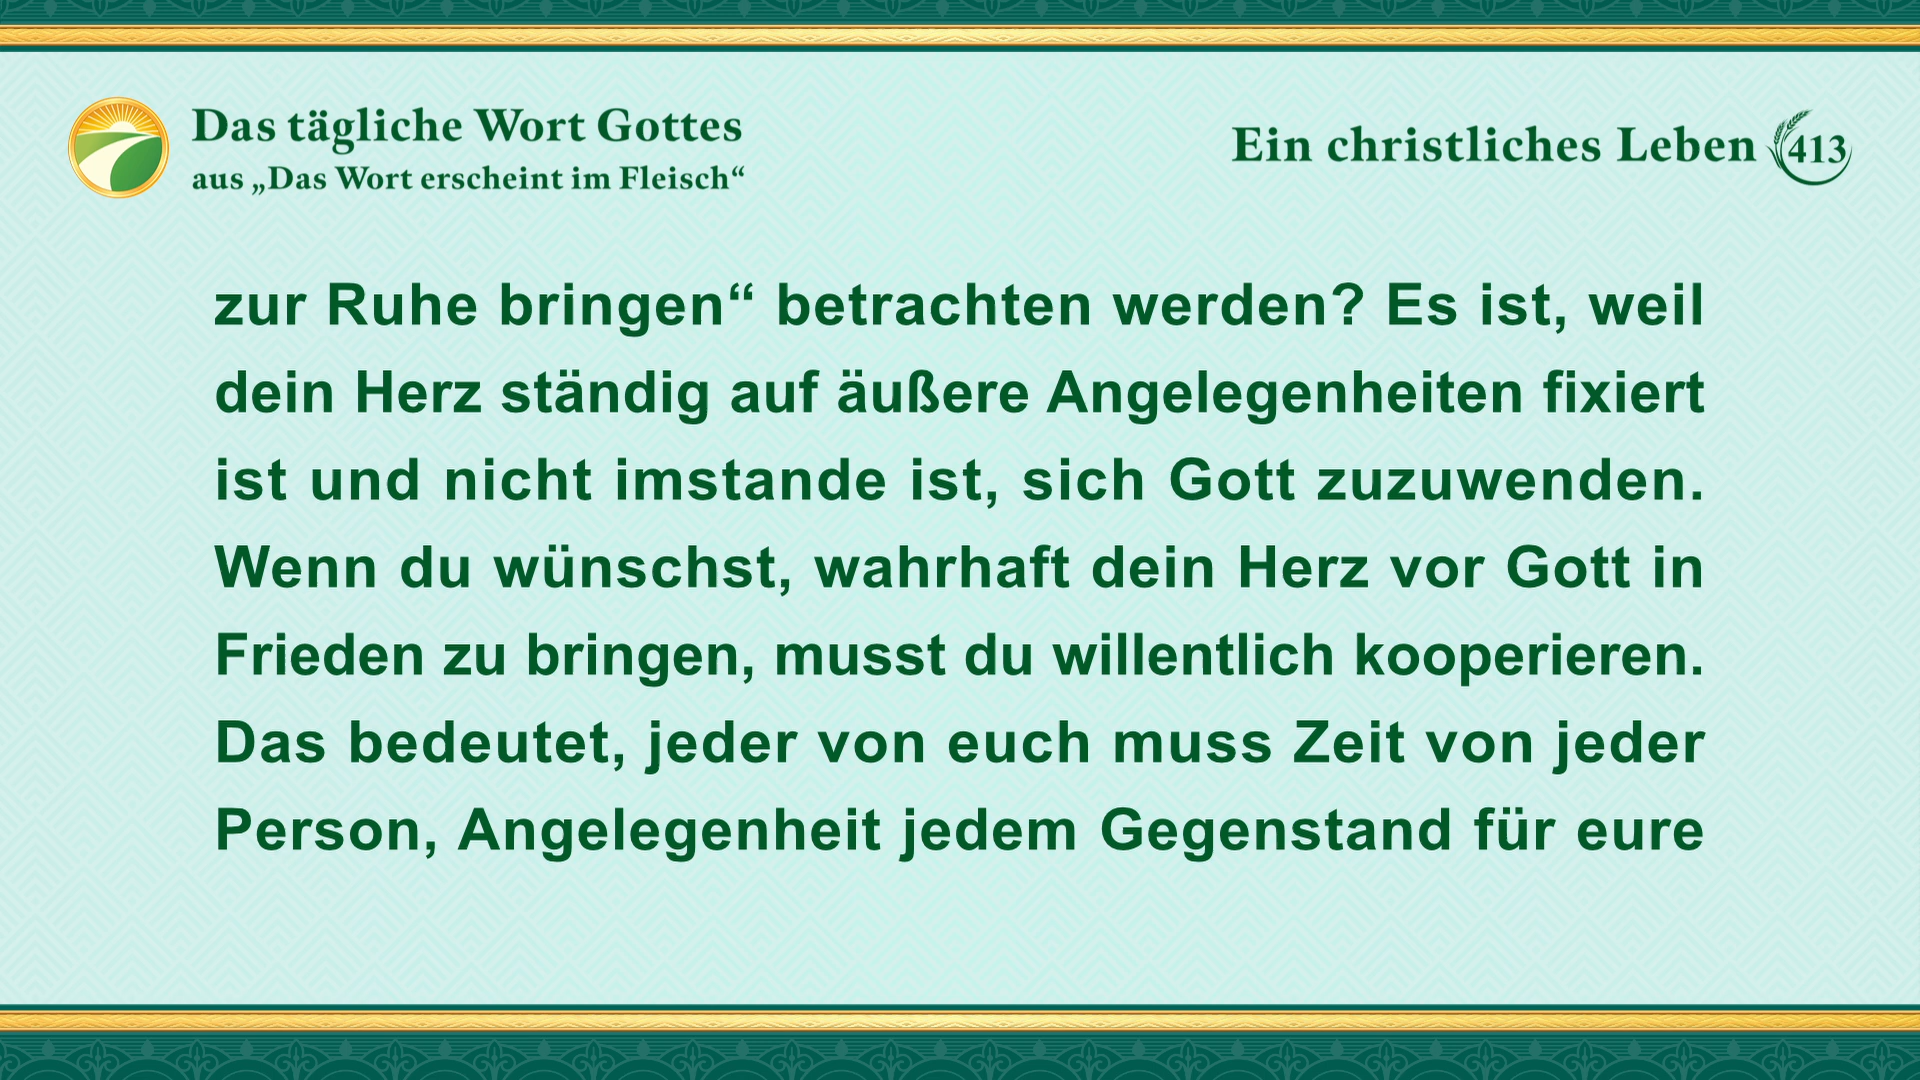 Das tägliche Wort Gottes
aus „Das Wort erscheint im Fleisch“
Ein christliches Leben 413
zur Ruhe bringen“ betrachten werden? Es ist, weil
dein Herz ständig auf äußere Angelegenheiten fixiert
ist und nicht imstande ist, sich Gott zuzuwenden.
Wenn du wünschst, wahrhaft dein Herz vor Gott in
Frieden zu bringen, musst du willentlich kooperieren.
Das bedeutet, jeder von euch muss Zeit von jeder
Person, Angelegenheit jedem Gegenstand für eure